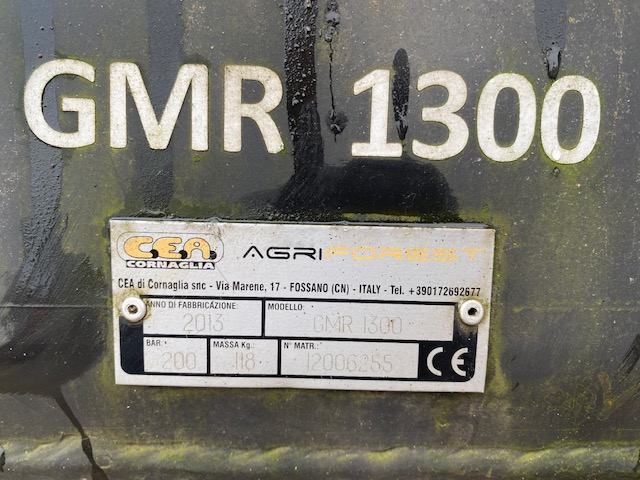 GMR 1300
C.E.A. AGRIFOREST
CORNAGLIA
CEA di Cornaglia snc - Via Marene, 17 - FOSSANO (CN) - ITALY - Tel. +390172692677
ANNO DI FABBRICAZIONE: MODELLO:
2013 GMR 1300
BAR: MASSA Kg.: N° MATR.:
200 118 12006255 CE